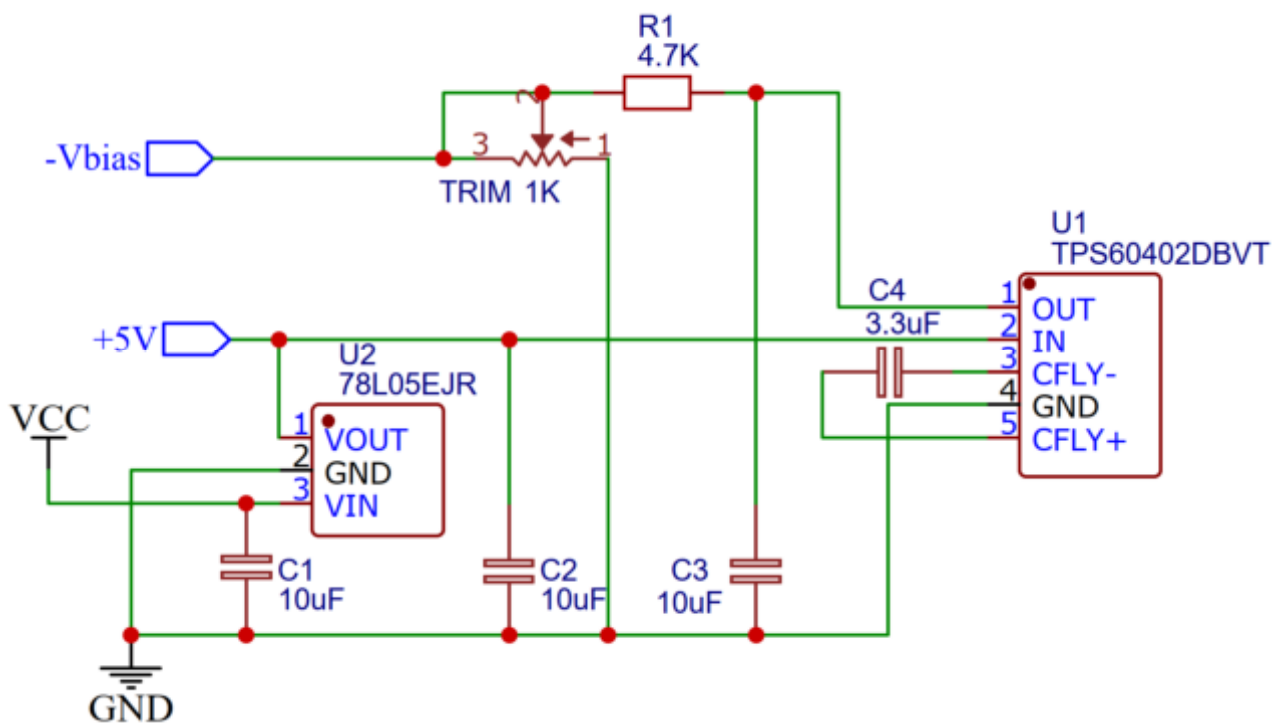 R1
4.7K
2
-Vbias
3
1
TRIM 1K
U1
TPS60402DBVT
C4
3.3uF
1
OUT
2
IN
3
CFLY-
4
GND
5
CFLY+
+5V
U2
78L05EJR
VCC
1
VOUT
2
GND
3
VIN
C1
10uF
C2
10uF
C3
10uF
GND